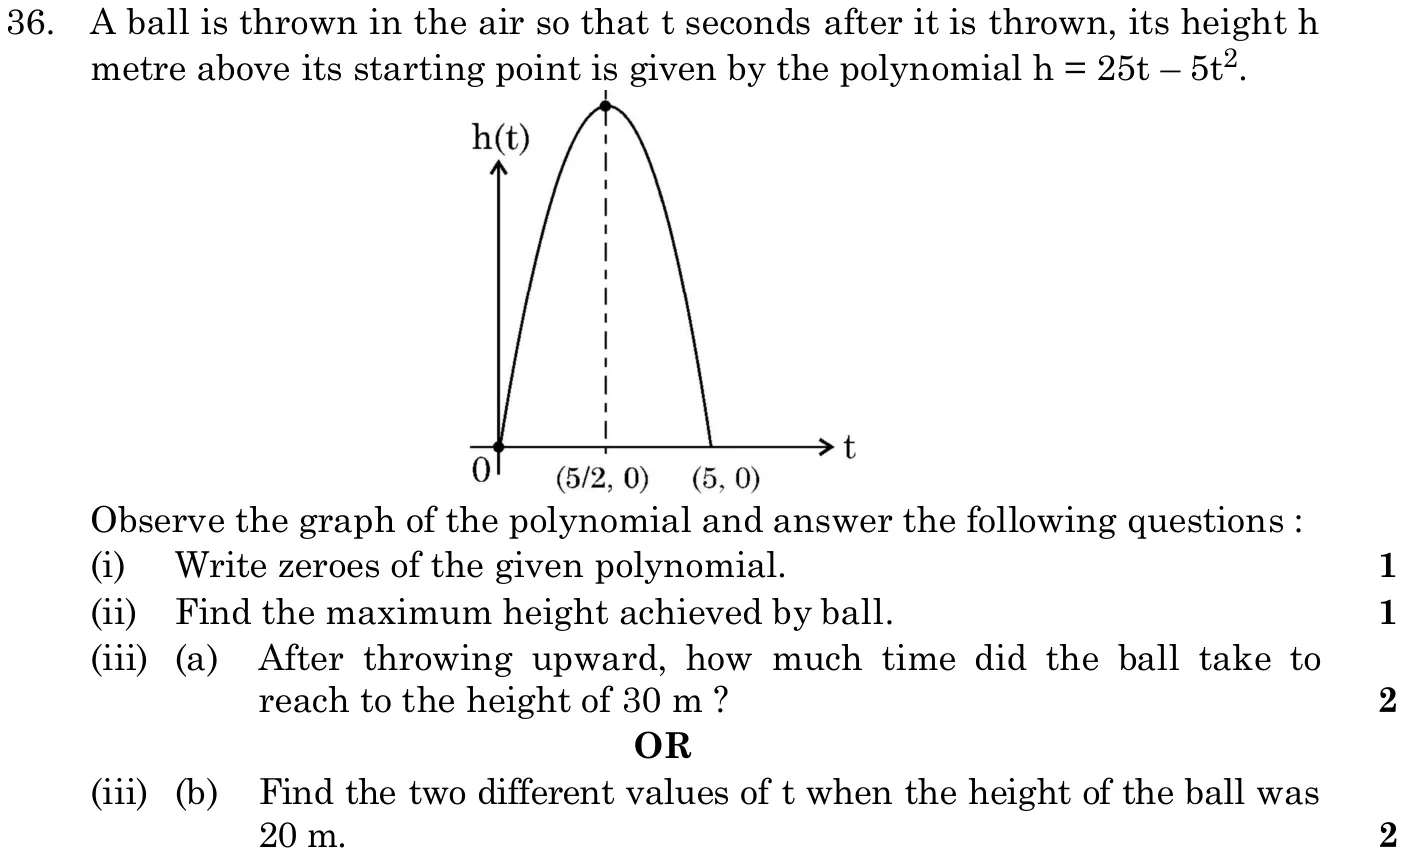 36. A ball is thrown in the air so that t seconds after it is thrown, its height h
metre above its starting point is given by the polynomial h = 25t – 5t².
h(t)
t
0
(5/2, 0) (5, 0)
Observe the graph of the polynomial and answer the following questions :
(i) Write zeroes of the given polynomial. 1
(ii) Find the maximum height achieved by ball. 1
(iii) (a) After throwing upward, how much time did the ball take to
reach to the height of 30 m ? 2
OR
(iii) (b) Find the two different values of t when the height of the ball was
20 m. 2